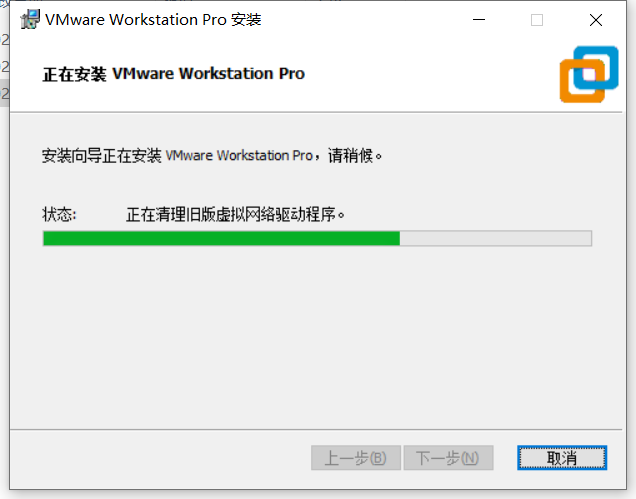 VMware Workstation Pro 安装
正在安装 VMware Workstation Pro
安装向导正在安装 VMware Workstation Pro，请稍候。
状态: 正在清理旧版虚拟网络驱动程序。
上一步(B) 下一步(N) 取消